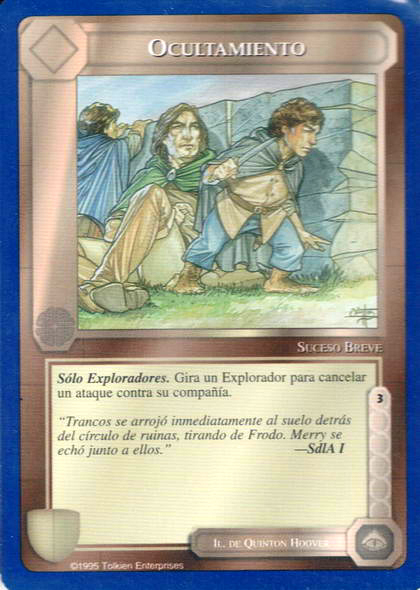 OCULTAMIENTO
SUCESO BREVE
Sólo Exploradores. Gira un Explorador para cancelar
un ataque contra su compañía.
3
“Trancos se arrojó inmediatamente al suelo detrás
del círculo de ruinas, tirando de Frodo. Merry se
echó junto a ellos.” —SdlA I
IL. DE QUINTON HOOVER
©1995 Tolkien Enterprises